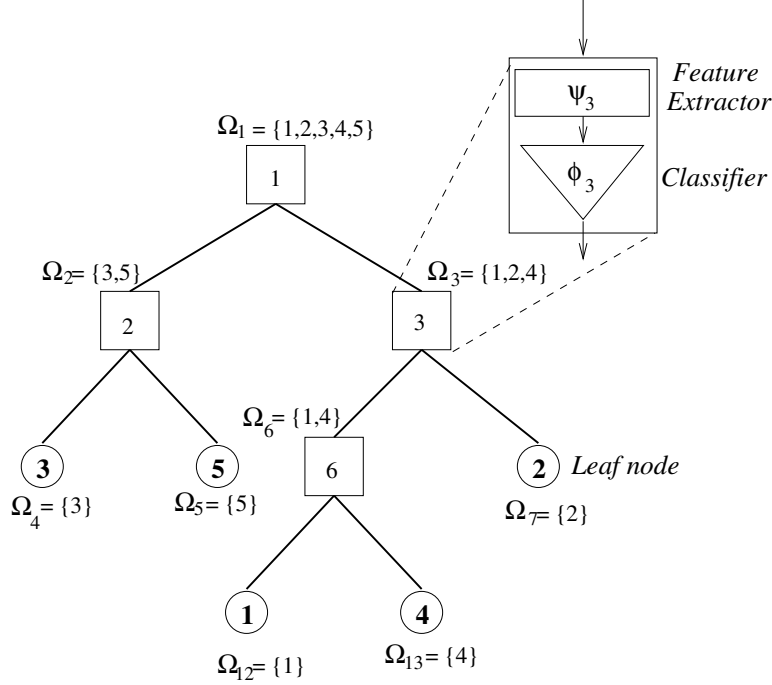 Feature
Extractor
ψ3
Ω1 = {1,2,3,4,5}
1
ϕ3
Classifier
Ω2= {3,5}
Ω3= {1,2,4}
2
3
Ω6= {1,4}
3
5
6
2
Leaf node
Ω4= {3}
Ω5= {5}
Ω7= {2}
1
4
Ω12= {1}
Ω13= {4}